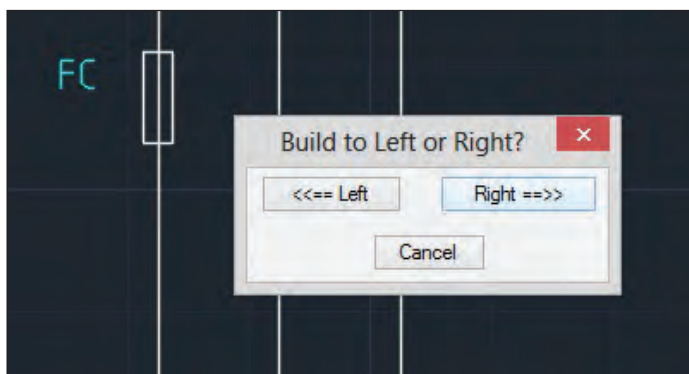 FC
Build to Left or Right?
<<== Left
Right ==>>
Cancel